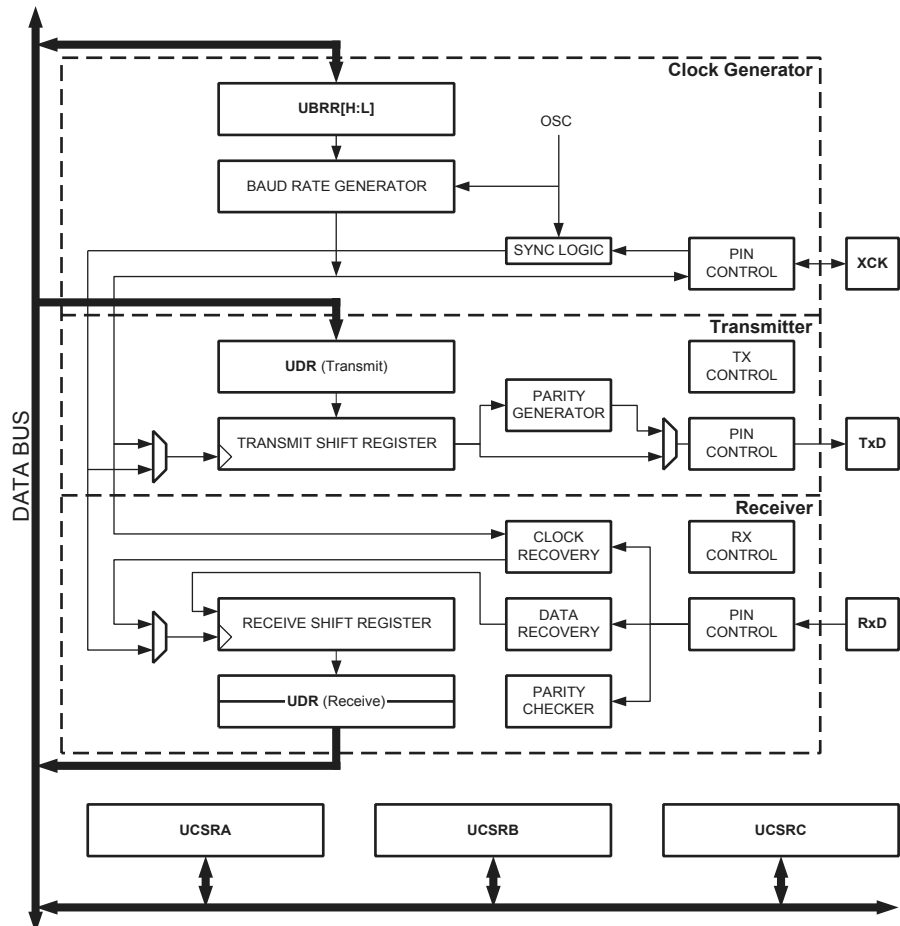 Clock Generator
UBRR[H:L]
OSC
BAUD RATE GENERATOR
SYNC LOGIC
PIN
CONTROL
XCK
Transmitter
UDR (Transmit)
TX
CONTROL
PARITY
GENERATOR
TRANSMIT SHIFT REGISTER
PIN
CONTROL
TxD
DATA BUS
Receiver
CLOCK
RECOVERY
RX
CONTROL
RECEIVE SHIFT REGISTER
DATA
RECOVERY
PIN
CONTROL
RxD
UDR (Receive)
PARITY
CHECKER
UCSRA
UCSRB
UCSRC